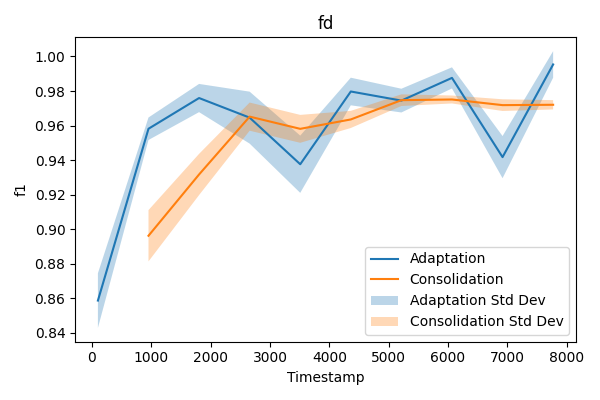 fd
f1
1.00
0.98
0.96
0.94
0.92
0.90
0.88
0.86
0.84
Adaptation
Consolidation
Adaptation Std Dev
Consolidation Std Dev
0 1000 2000 3000 4000 5000 6000 7000 8000
Timestamp